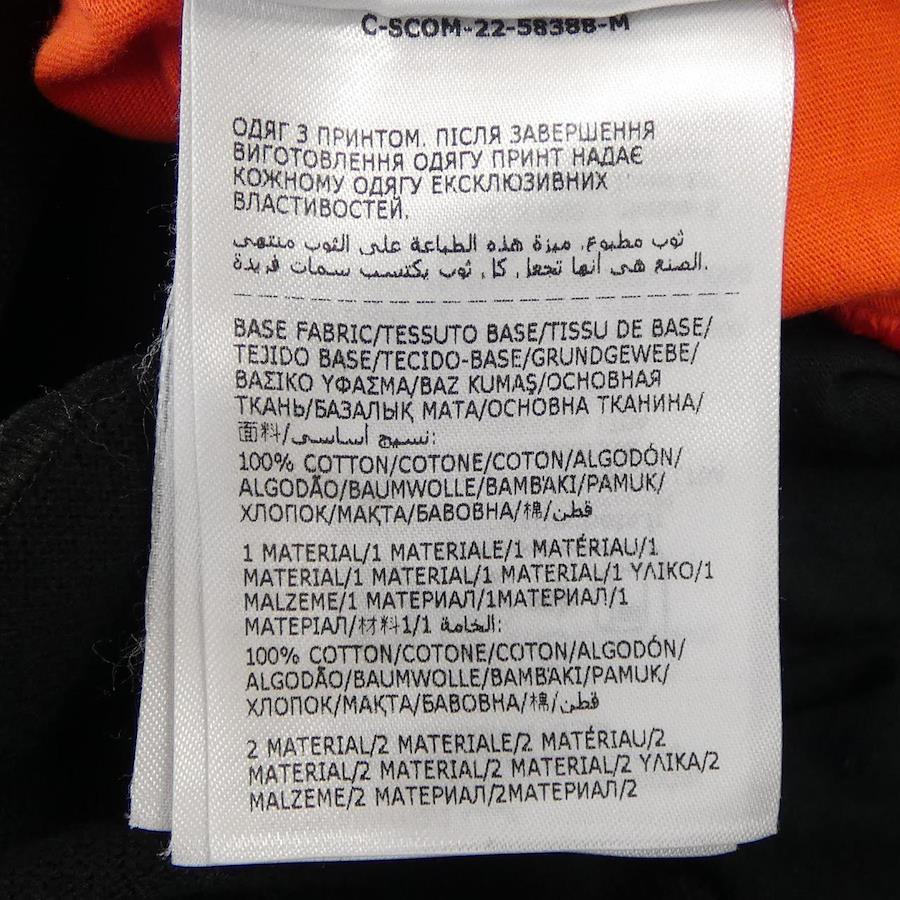 C-SCOM-22-58388-M
ОДЯГ З ПРИНТОМ. ПІСЛЯ ЗАВЕРШЕННЯ
ВИГОТОВЛЕННЯ ОДЯГУ ПРИНТ НАДАЄ
КОЖНОМУ ОДЯГУ ЕКСКЛЮЗИВНИХ
ВЛАСТИВОСТЕЙ.
ثوب مطبوع. ميزة هذه الطباعة على الثوب منتهى
الصنع هي انها تجعل, كل, ثوب يكتسب سمات فريدة.
BASE FABRIC/TESSUTO BASE/TISSU DE BASE/
TEJIDO BASE/TECIDO-BASE/GRUNDGEWEBE/
ΒΑΣΙΚΟ ΥΦΑΣΜΑ/BAZ KUMAŞ/ОСНОВНАЯ
ТКАНЬ/БАЗАЛЫҚ МАТА/ОСНОВНА ТКАНИНА/
面料/نسيج أساسي:
100% COTTON/COTONE/COTON/ALGODÓN/
ALGODÃO/BAUMWOLLE/ΒΑΜΒΆΚΙ/PAMUK/
ХЛОПОК/МАҚТА/БАВОВНА/棉/قطن
1 MATERIAL/1 MATERIALE/1 MATÉRIAU/1
MATERIAL/1 MATERIAL/1 MATERIAL/1 ΥΛΙΚΟ/1
MALZEME/1 МАТЕРИАЛ/1МАТЕРИАЛ/1
МАТЕРІАЛ/材料1/1 الخامة:
100% COTTON/COTONE/COTON/ALGODÓN/
ALGODÃO/BAUMWOLLE/ΒΑΜΒΆΚΙ/PAMUK/
ХЛОПОК/МАҚТА/БАВОВНА/棉/قطن
2 MATERIAL/2 MATERIALE/2 MATÉRIAU/2
MATERIAL/2 MATERIAL/2 MATERIAL/2 ΥΛΙΚΑ/2
MALZEME/2 МАТЕРИАЛ/2МАТЕРИАЛ/2